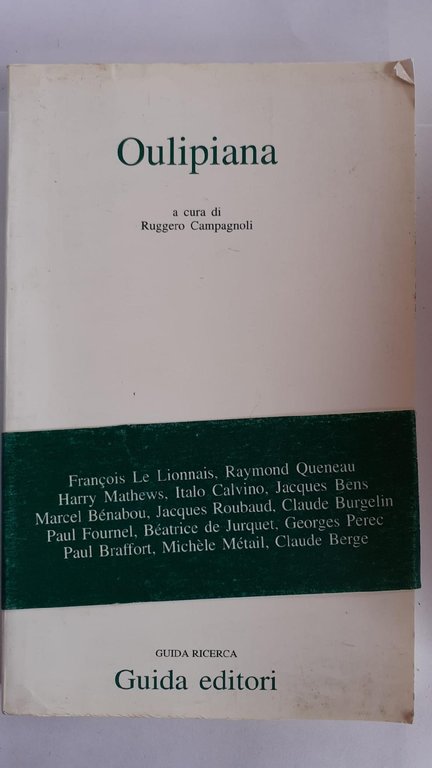 Oulipiana
a cura di
Ruggero Campagnoli
François Le Lionnais, Raymond Queneau
Harry Mathews, Italo Calvino, Jacques Bens
Marcel Bénabou, Jacques Roubaud, Claude Burgelin
Paul Fournel, Béatrice de Jurquet, Georges Perec
Paul Braffort, Michèle Métail, Claude Berge
GUIDA RICERCA
Guida editori